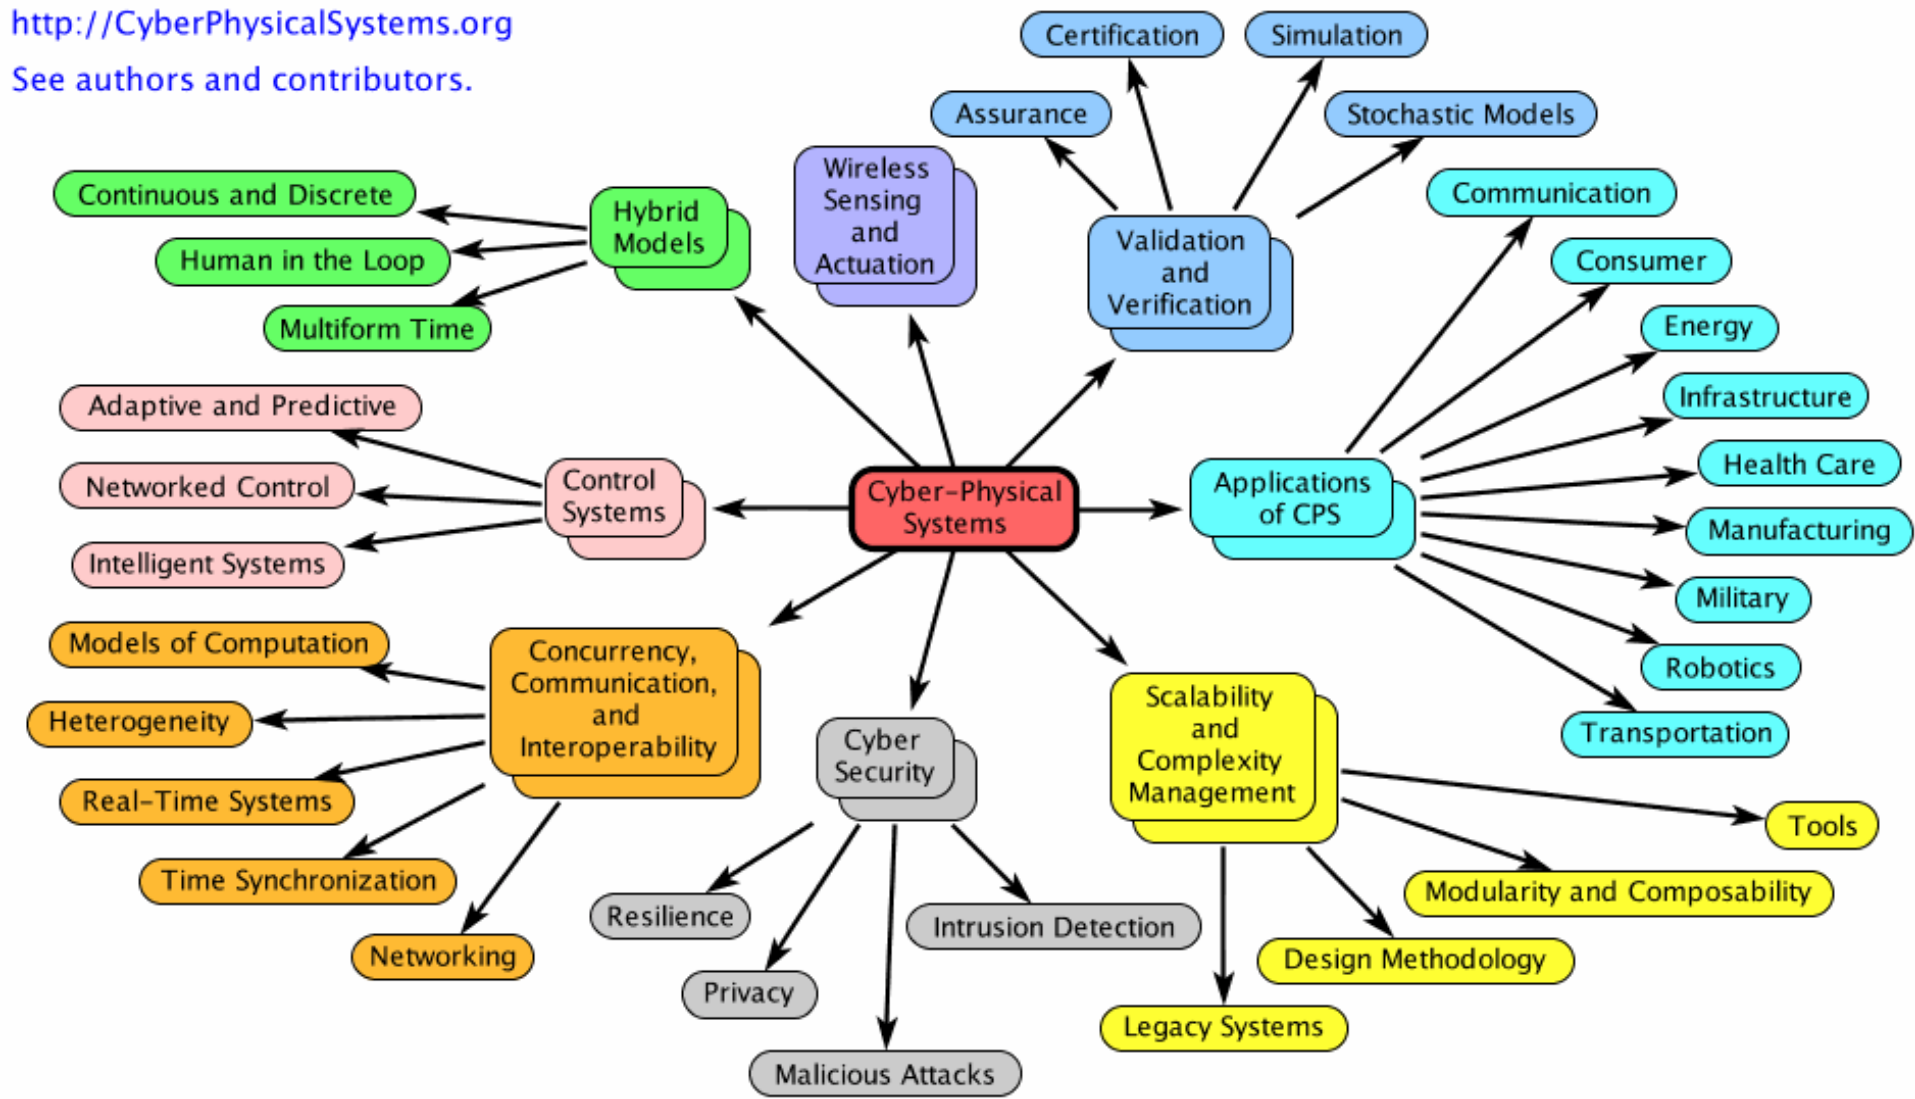 http://CyberPhysicalSystems.org
See authors and contributors.
Certification
Simulation
Assurance
Stochastic Models
Wireless
Sensing
and
Actuation
Validation
and
Verification
Hybrid
Models
Continuous and Discrete
Human in the Loop
Multiform Time
Communication
Consumer
Energy
Infrastructure
Health Care
Manufacturing
Military
Robotics
Transportation
Applications
of CPS
Cyber-Physical
Systems
Control
Systems
Adaptive and Predictive
Networked Control
Intelligent Systems
Concurrency,
Communication,
and
Interoperability
Models of Computation
Heterogeneity
Real-Time Systems
Time Synchronization
Networking
Cyber
Security
Resilience
Privacy
Malicious Attacks
Intrusion Detection
Scalability
and
Complexity
Management
Tools
Modularity and Composability
Design Methodology
Legacy Systems